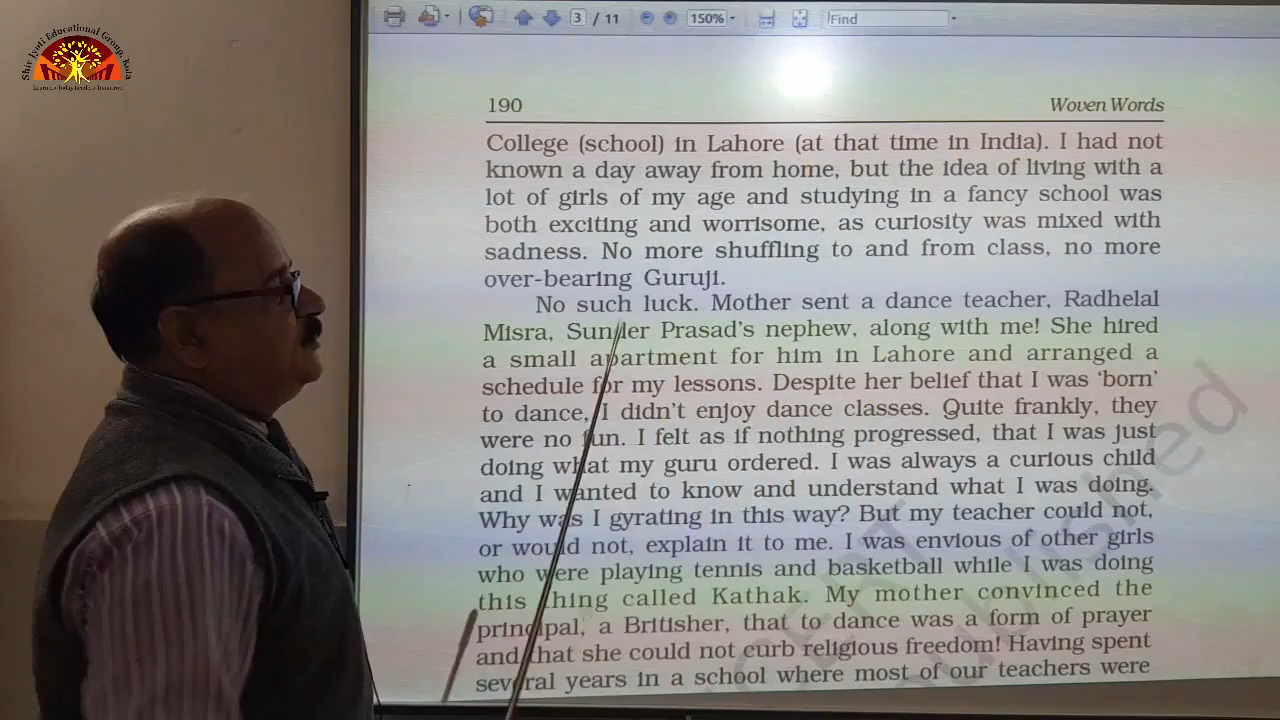 Shiv Jyoti Educational Group, Kota
3 / 11
150%
Find
190
Woven Words
College (school) in Lahore (at that time in India). I had not
known a day away from home, but the idea of living with a
lot of girls of my age and studying in a fancy school was
both exciting and worrisome, as curiosity was mixed with
sadness. No more shuffling to and from class, no more
over-bearing Guruji.
No such luck. Mother sent a dance teacher, Radhelal
Misra, Sunder Prasad's nephew, along with me! She hired
a small apartment for him in Lahore and arranged a
schedule for my lessons. Despite her belief that I was 'born'
to dance, I didn't enjoy dance classes. Quite frankly, they
were no fun. I felt as if nothing progressed, that I was just
doing what my guru ordered. I was always a curious child
and I wanted to know and understand what I was doing.
Why was I gyrating in this way? But my teacher could not,
or would not, explain it to me. I was envious of other girls
who were playing tennis and basketball while I was doing
this thing called Kathak. My mother convinced the
principal, a Britisher, that to dance was a form of prayer
and that she could not curb religious freedom! Having spent
several years in a school where most of our teachers were